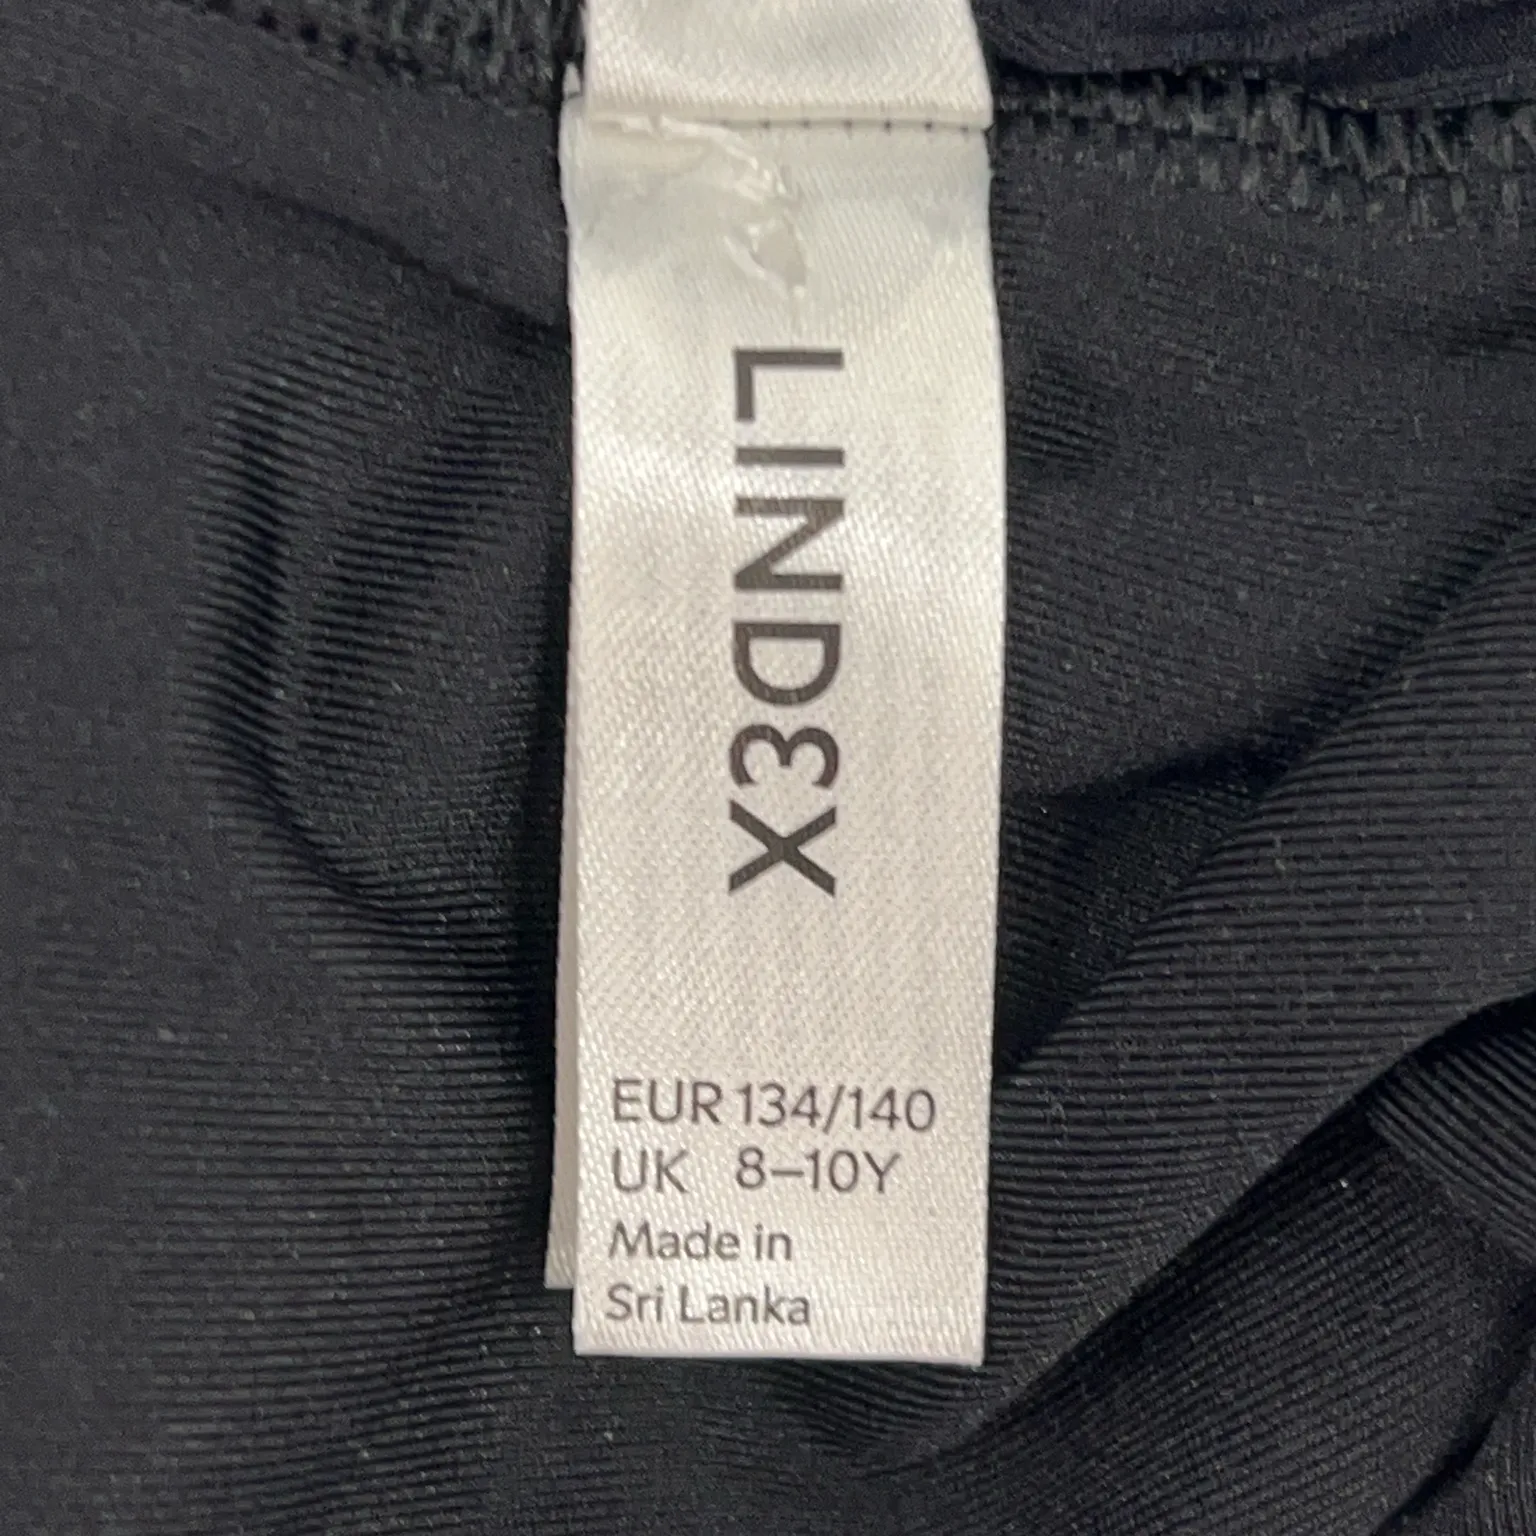 LINDEX
EUR 134/140
UK 8–10Y
Made in
Sri Lanka